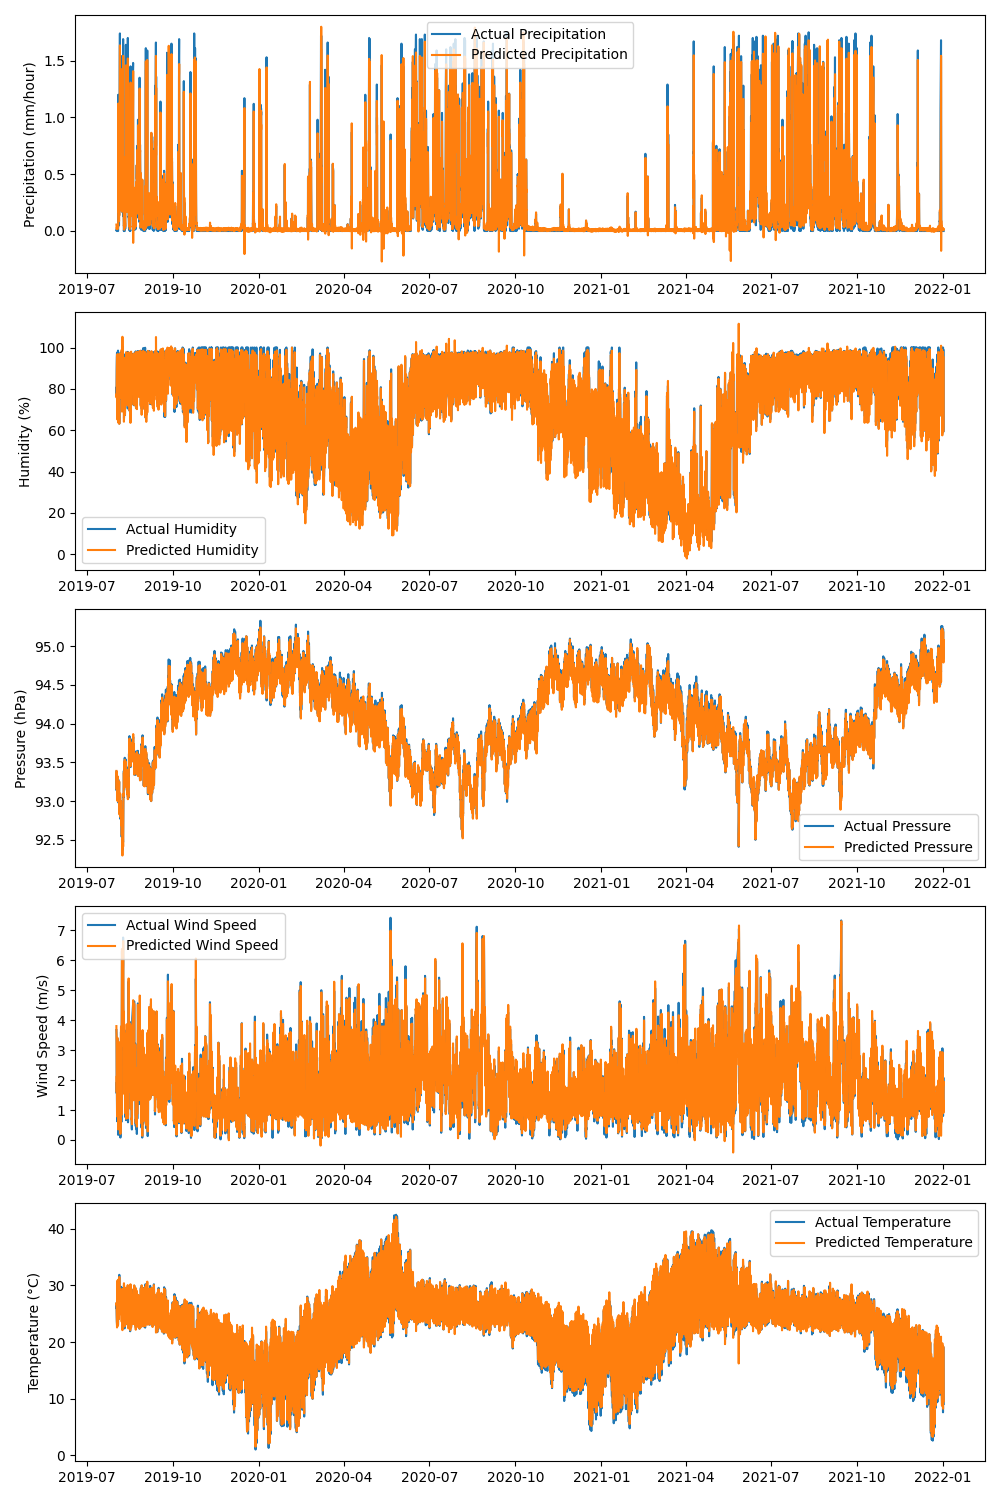 Actual Precipitation
Predicted Precipitation
Precipitation (mm/hour)
1.5
1.0
0.5
0.0
2019-07 2019-10 2020-01 2020-04 2020-07 2020-10 2021-01 2021-04 2021-07 2021-10 2022-01
Humidity (%)
100
80
60
40
20
0
Actual Humidity
Predicted Humidity
2019-07 2019-10 2020-01 2020-04 2020-07 2020-10 2021-01 2021-04 2021-07 2021-10 2022-01
Pressure (hPa)
95.0
94.5
94.0
93.5
93.0
92.5
Actual Pressure
Predicted Pressure
2019-07 2019-10 2020-01 2020-04 2020-07 2020-10 2021-01 2021-04 2021-07 2021-10 2022-01
Actual Wind Speed
Predicted Wind Speed
Wind Speed (m/s)
7
6
5
4
3
2
1
0
2019-07 2019-10 2020-01 2020-04 2020-07 2020-10 2021-01 2021-04 2021-07 2021-10 2022-01
Actual Temperature
Predicted Temperature
Temperature (°C)
40
30
20
10
0
2019-07 2019-10 2020-01 2020-04 2020-07 2020-10 2021-01 2021-04 2021-07 2021-10 2022-01